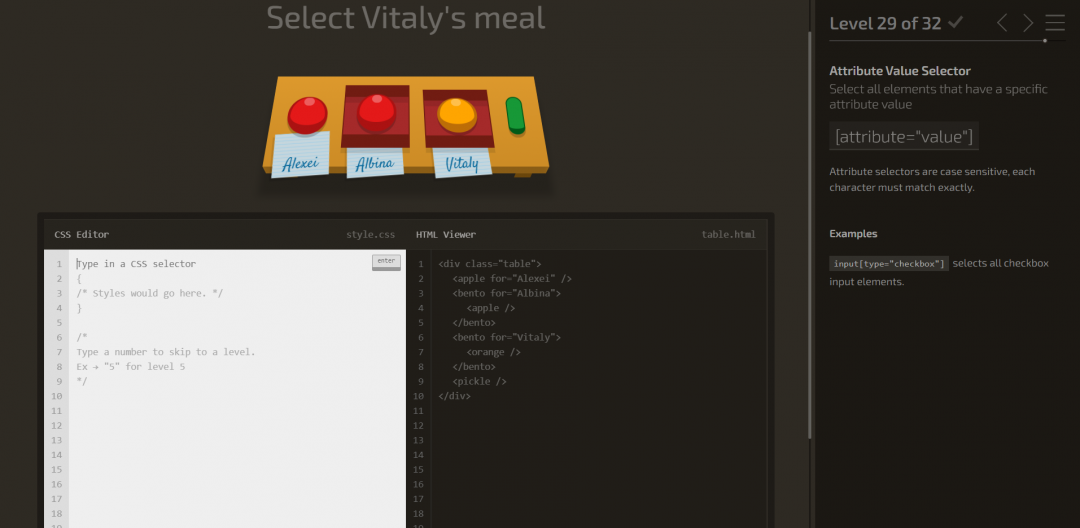 Select Vitaly's meal
Alexei
Albina
Vitaly
CSS Editor
style.css
1 Type in a CSS selector
enter
2 {
3 /* Styles would go here. */
4 }
5
6 /*
7 Type a number to skip to a level.
8 Ex → "5" for level 5
9 */
10
11
12
13
14
15
16
17
18
HTML Viewer
table.html
1 <div class="table">
2 <apple for="Alexei" />
3 <bento for="Albina">
4 <apple />
5 </bento>
6 <bento for="Vitaly">
7 <orange />
8 </bento>
9 <pickle />
10 </div>
11
12
13
14
15
16
17
18
Level 29 of 32
Attribute Value Selector
Select all elements that have a specific
attribute value
[attribute="value"]
Attribute selectors are case sensitive, each
character must match exactly.
Examples
input[type="checkbox"] selects all checkbox
input elements.